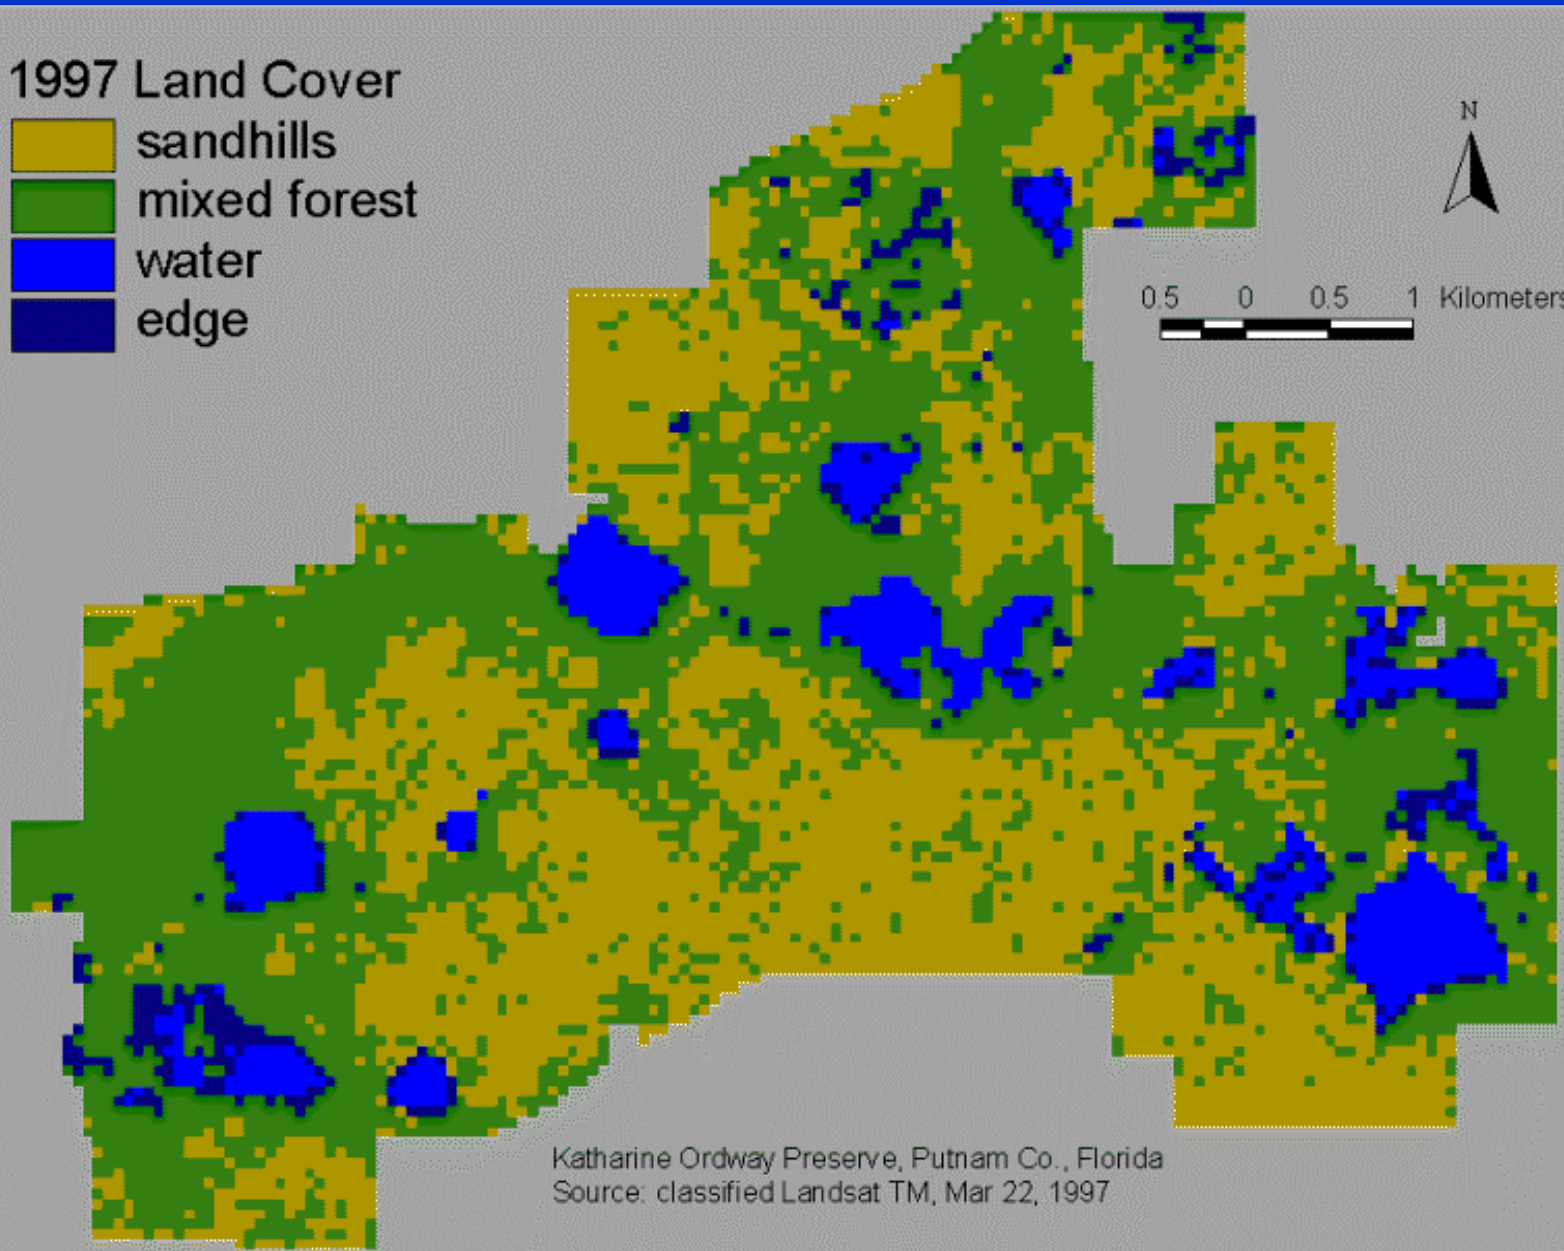 1997 Land Cover
sandhills
mixed forest
water
edge
N
0.5 0 0.5 1 Kilometers
Katharine Ordway Preserve, Putnam Co., Florida
Source: classified Landsat TM, Mar 22, 1997